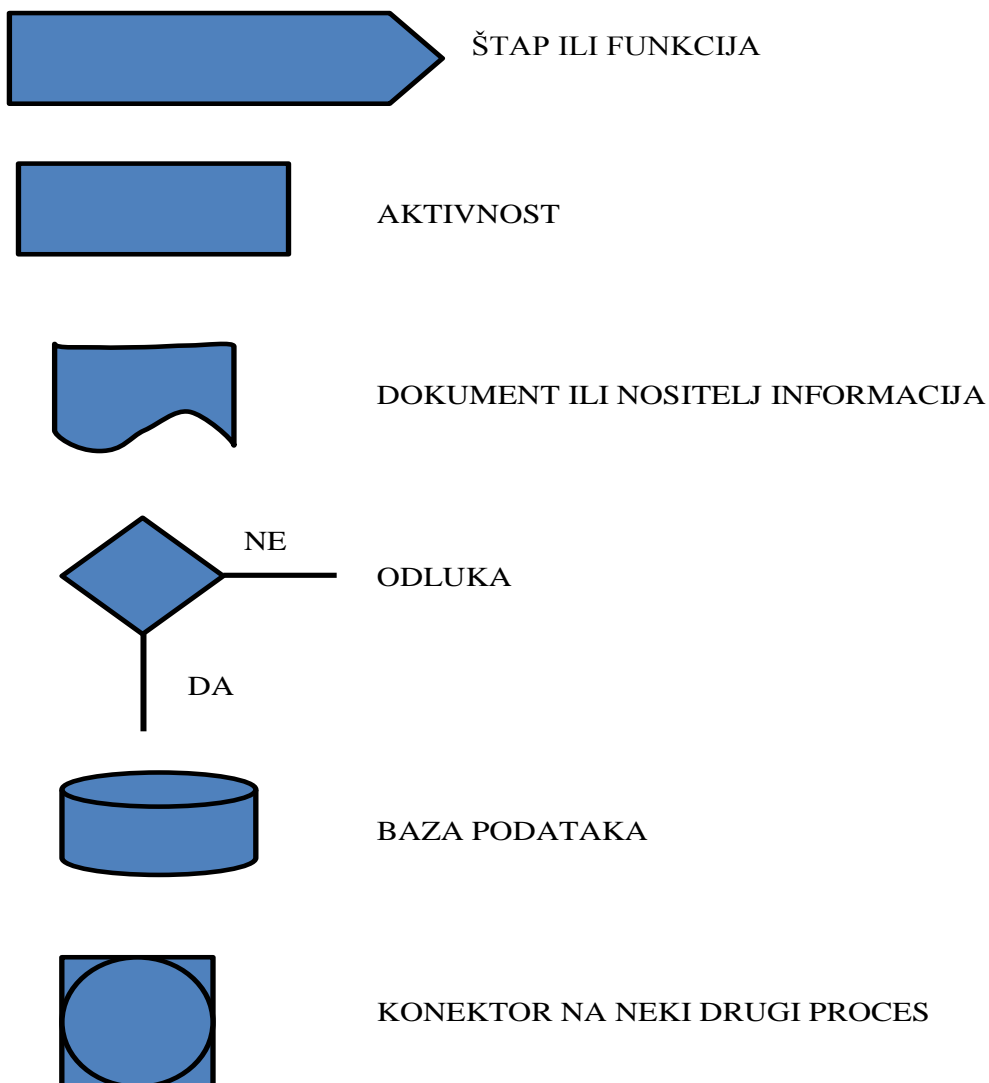 ŠTAP ILI FUNKCIJA
AKTIVNOST
DOKUMENT ILI NOSITELJ INFORMACIJA
NE
ODLUKA
DA
BAZA PODATAKA
KONEKTOR NA NEKI DRUGI PROCES